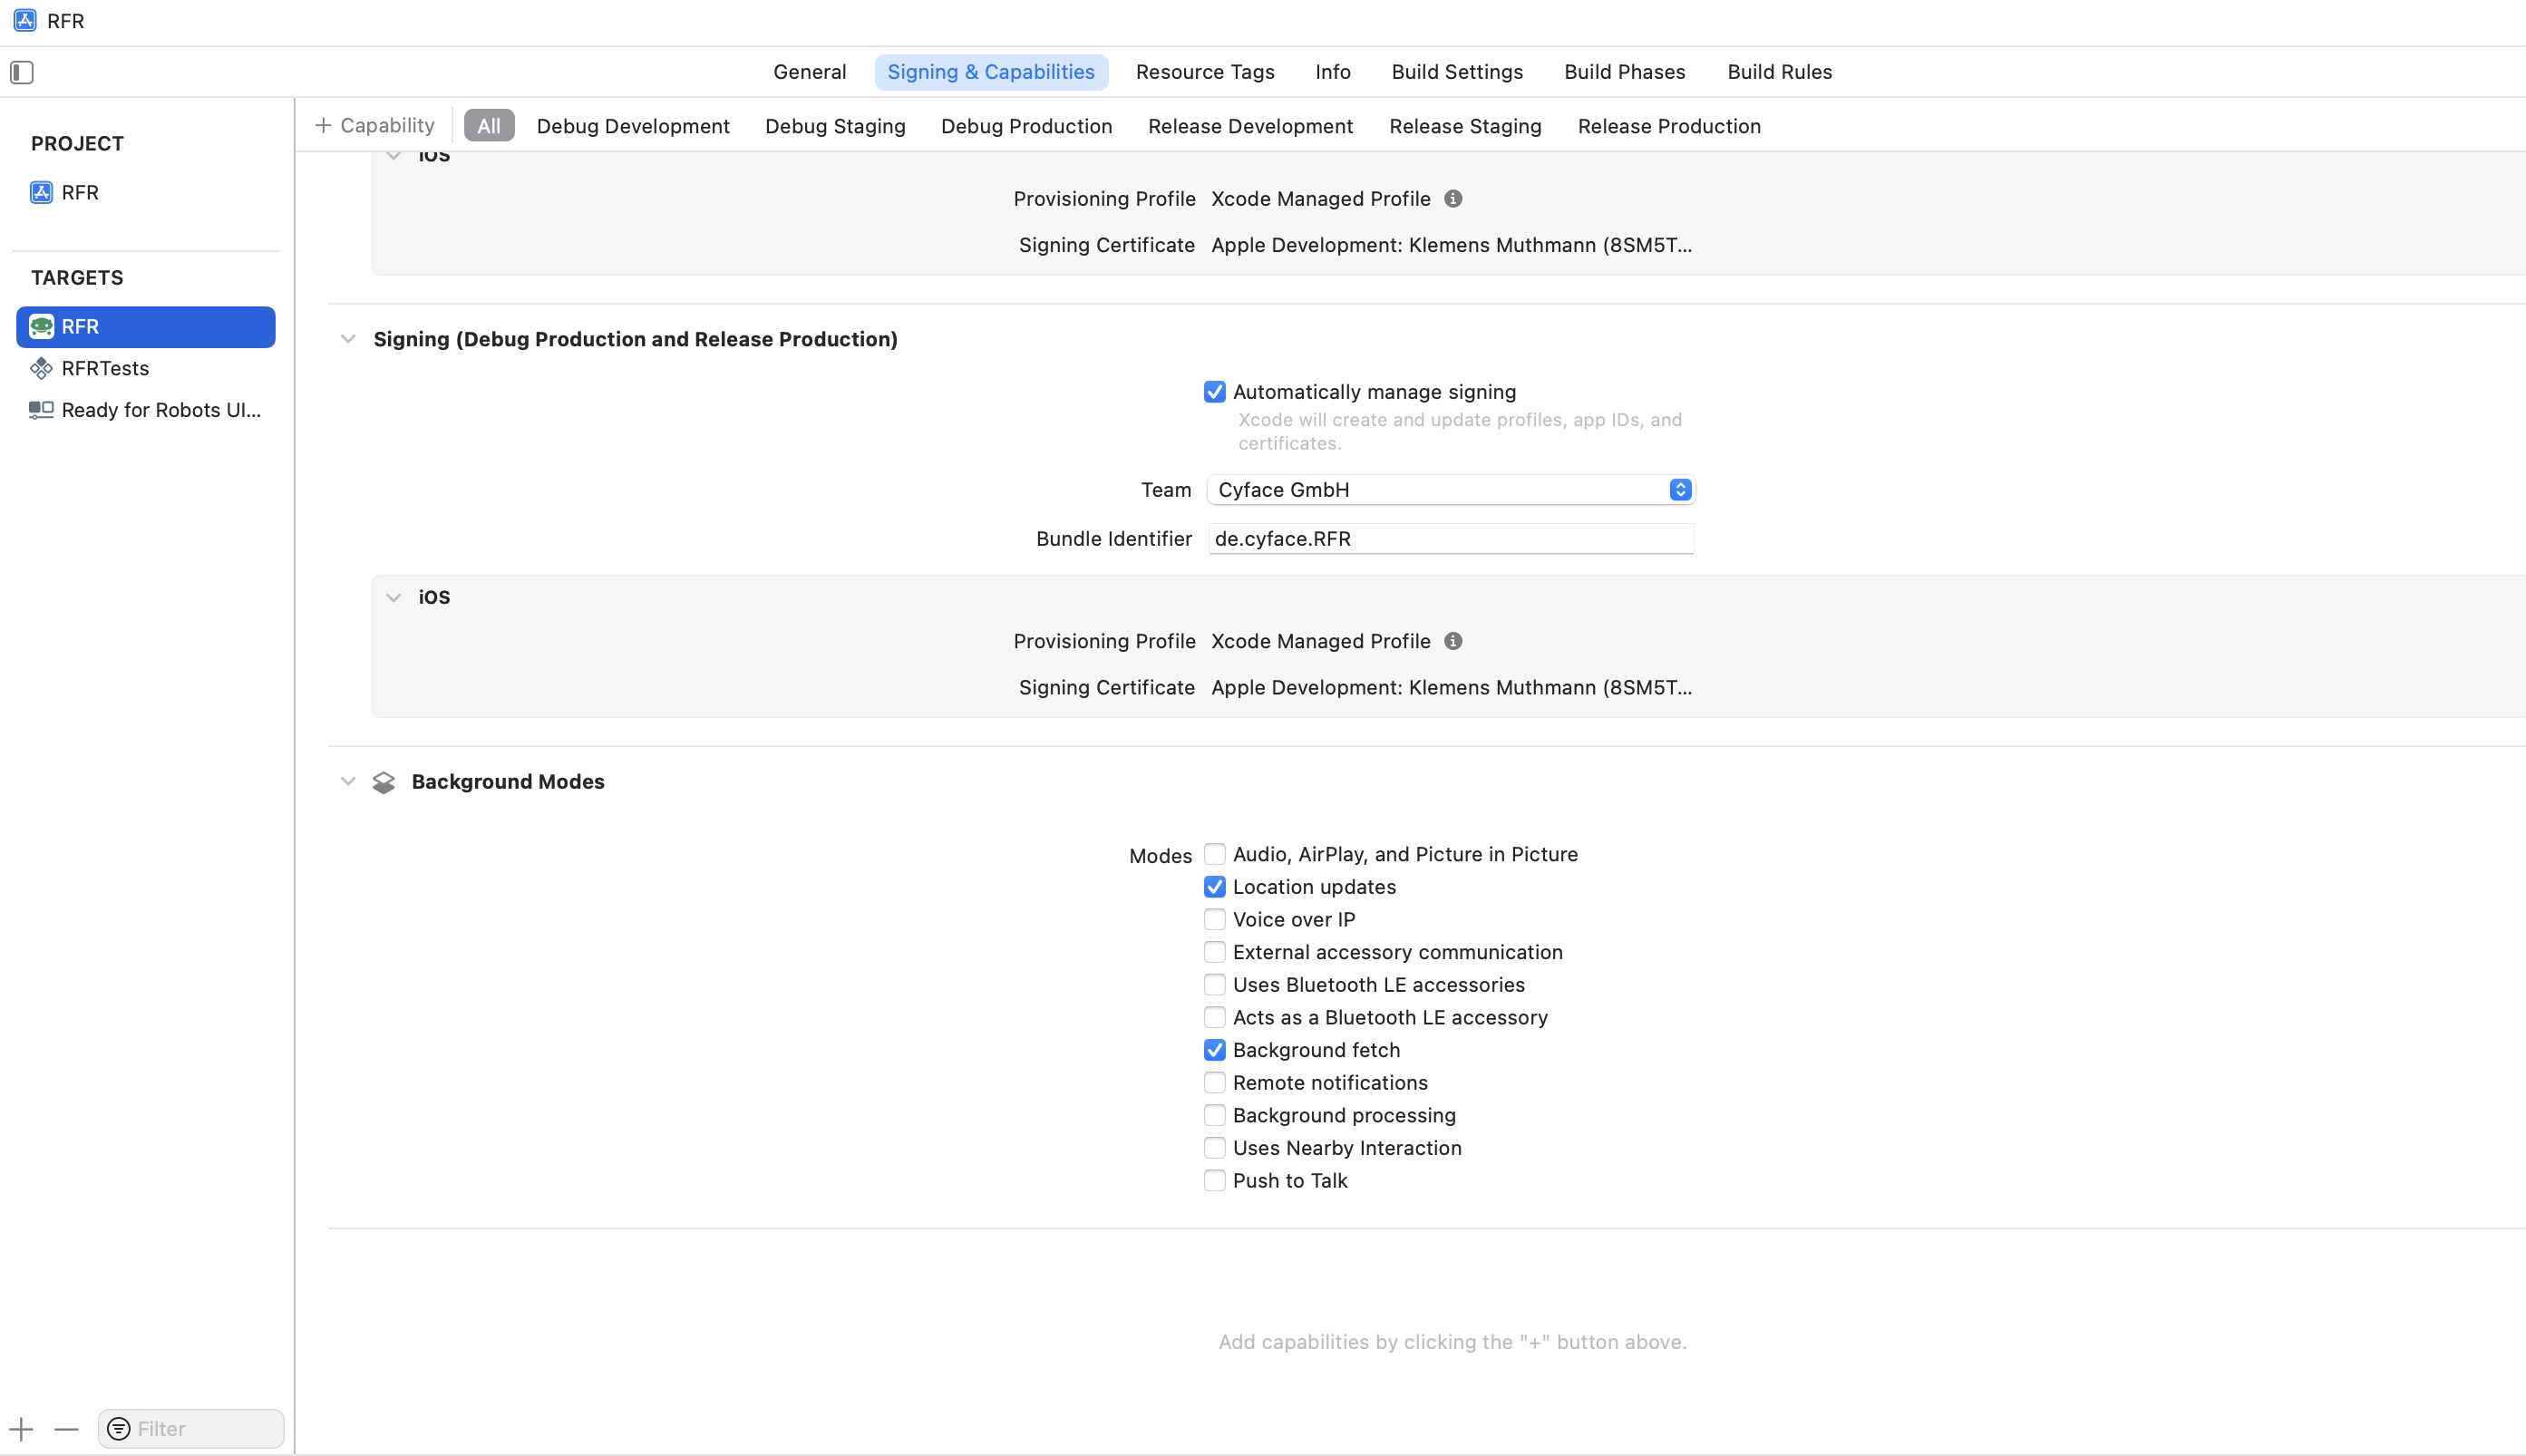 RFR
General
Signing & Capabilities
Resource Tags
Info
Build Settings
Build Phases
Build Rules
PROJECT
RFR
TARGETS
RFR
RFRTests
Ready for Robots UI...
Filter
+ Capability
All
Debug Development
Debug Staging
Debug Production
Release Development
Release Staging
Release Production
iOS
Provisioning Profile Xcode Managed Profile
Signing Certificate Apple Development: Klemens Muthmann (8SM5T...
Signing (Debug Production and Release Production)
Automatically manage signing
Xcode will create and update profiles, app IDs, and
certificates.
Team Cyface GmbH
Bundle Identifier de.cyface.RFR
iOS
Provisioning Profile Xcode Managed Profile
Signing Certificate Apple Development: Klemens Muthmann (8SM5T...
Background Modes
Modes Audio, AirPlay, and Picture in Picture
Location updates
Voice over IP
External accessory communication
Uses Bluetooth LE accessories
Acts as a Bluetooth LE accessory
Background fetch
Remote notifications
Background processing
Uses Nearby Interaction
Push to Talk
Add capabilities by clicking the "+" button above.